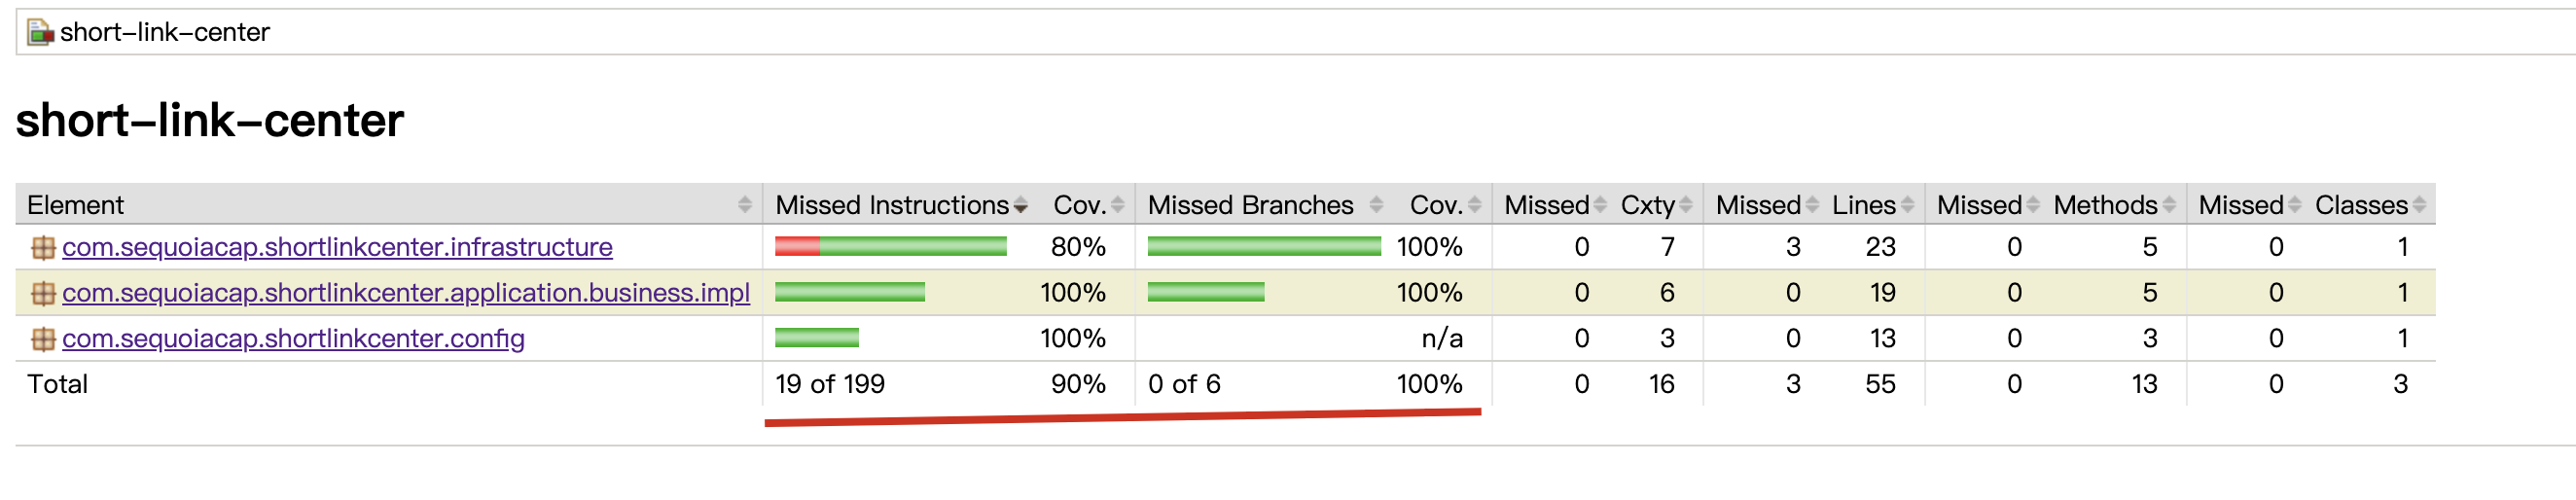 short-link-center
short-link-center
Element Missed Instructions Cov. Missed Branches Cov. Missed Cxty Missed Lines Missed Methods Missed Classes
com.sequoiacap.shortlinkcenter.infrastructure 80% 100% 0 7 3 23 0 5 0 1
com.sequoiacap.shortlinkcenter.application.business.impl 100% 100% 0 6 0 19 0 5 0 1
com.sequoiacap.shortlinkcenter.config 100% n/a 0 3 0 13 0 3 0 1
Total 19 of 199 90% 0 of 6 100% 0 16 3 55 0 13 0 3